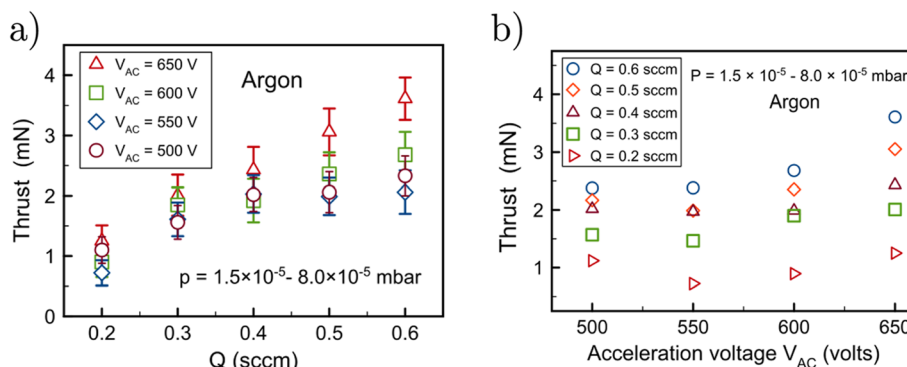 a)
V_AC = 650 V
V_AC = 600 V
V_AC = 550 V
V_AC = 500 V
Argon
p = 1.5×10⁻⁵- 8.0×10⁻⁵ mbar
Thrust (mN)
4
3
2
1
0
0.2 0.3 0.4 0.5 0.6
Q (sccm)
b)
Q = 0.6 sccm
Q = 0.5 sccm
Q = 0.4 sccm
Q = 0.3 sccm
Q = 0.2 sccm
P = 1.5 × 10⁻⁵ - 8.0 × 10⁻⁵ mbar
Argon
Thrust (mN)
4
3
2
1
500 550 600 650
Acceleration voltage V_AC (volts)